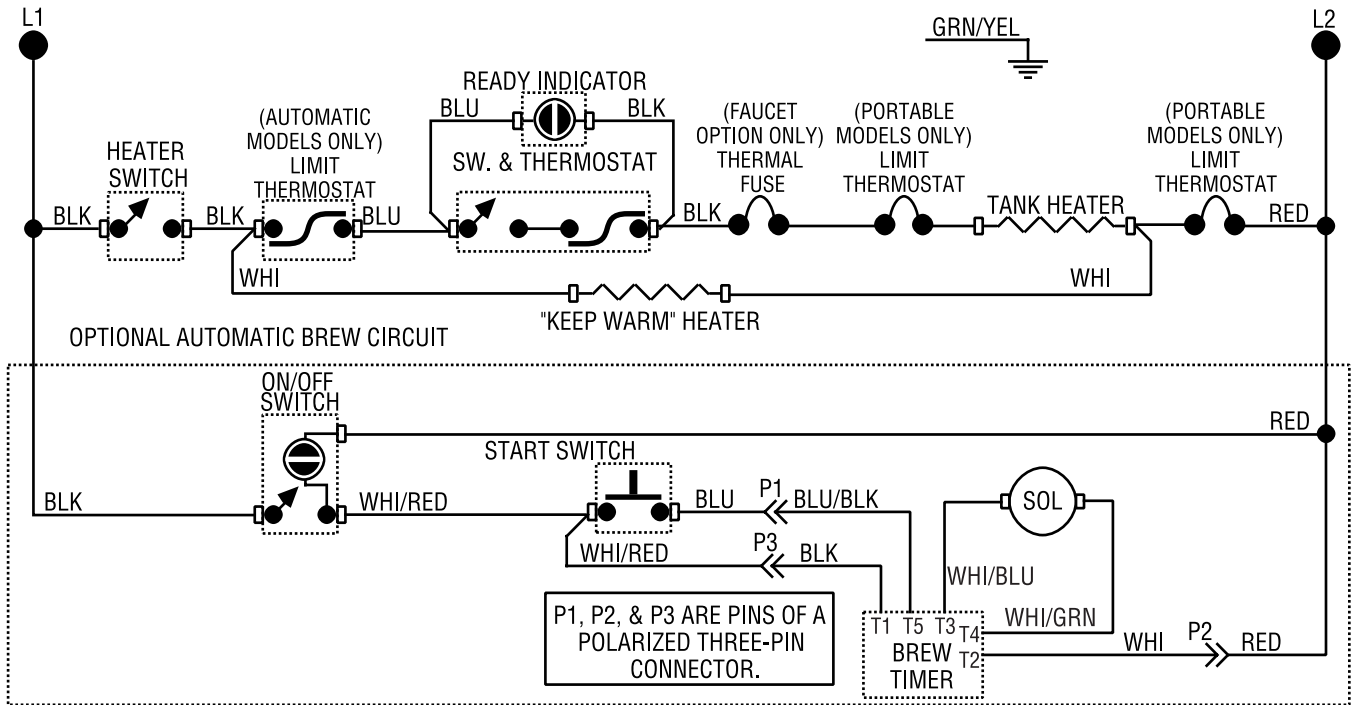 L1
L2
GRN/YEL
READY INDICATOR
BLU
BLK
SW. & THERMOSTAT
(AUTOMATIC
MODELS ONLY)
LIMIT
THERMOSTAT
HEATER
SWITCH
(FAUCET
OPTION ONLY)
THERMAL
FUSE
(PORTABLE
MODELS ONLY)
LIMIT
THERMOSTAT
(PORTABLE
MODELS ONLY)
LIMIT
THERMOSTAT
TANK HEATER
BLK
BLK
BLU
BLK
RED
WHI
WHI
"KEEP WARM" HEATER
OPTIONAL AUTOMATIC BREW CIRCUIT
ON/OFF
SWITCH
RED
START SWITCH
BLK
WHI/RED
BLU
P1
BLU/BLK
SOL
WHI/RED
P3
BLK
WHI/BLU
WHI/GRN
P1, P2, & P3 ARE PINS OF A
POLARIZED THREE-PIN
CONNECTOR.
T1 T5 T3 T4
BREW T2
TIMER
WHI
P2
RED